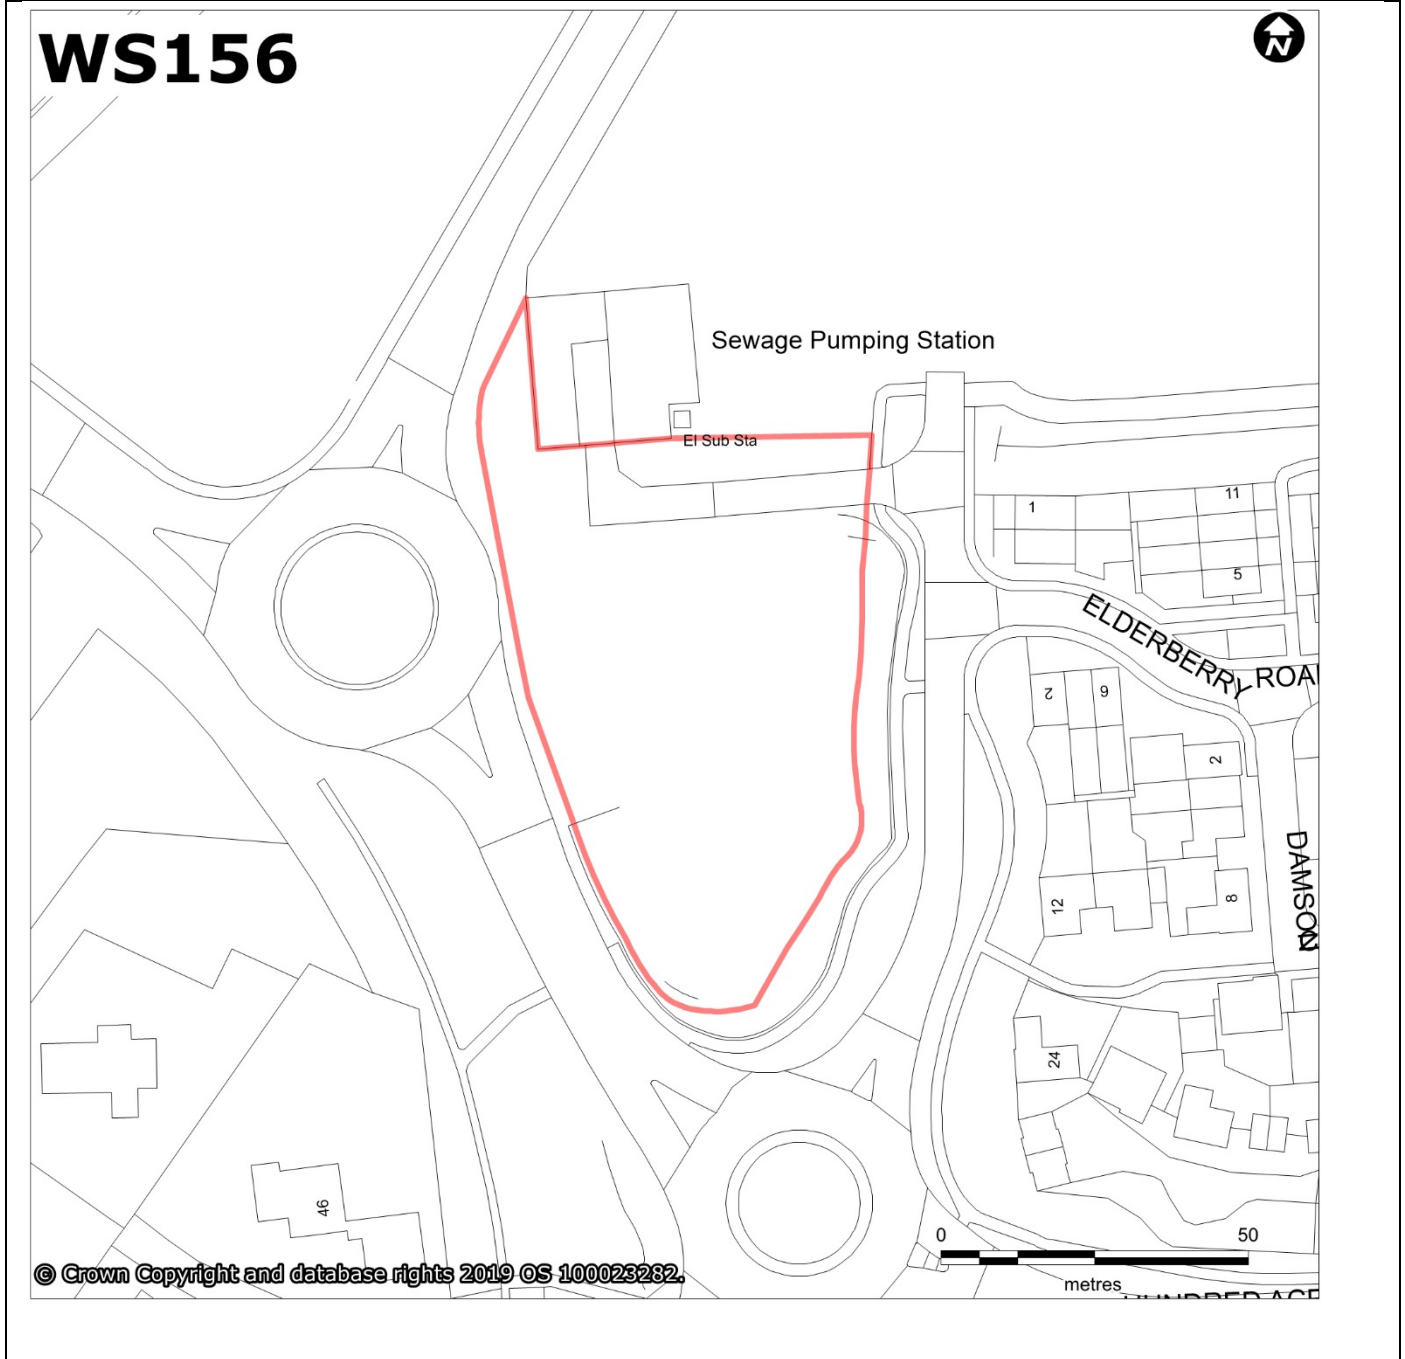 WS156
N
Sewage Pumping Station
El Sub Sta
1
11
5
ELDERBERRY ROAD
2
6
2
DAMSON
12
8
24
46
0 50
metres
© Crown Copyright and database rights 2019 OS 100023282.